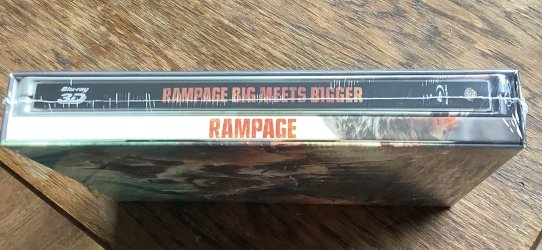 Blu-ray
3D
RAMPAGE BIG MEETS BIGGER
RAMPAGE